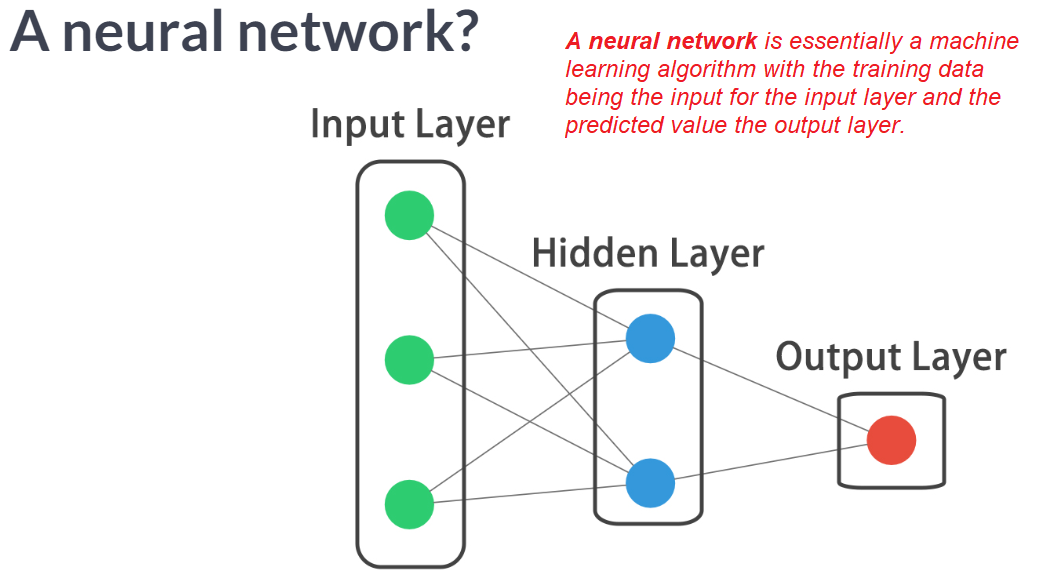 A neural network?
A neural network is essentially a machine
learning algorithm with the training data
being the input for the input layer and the
predicted value the output layer.
Input Layer
Hidden Layer
Output Layer